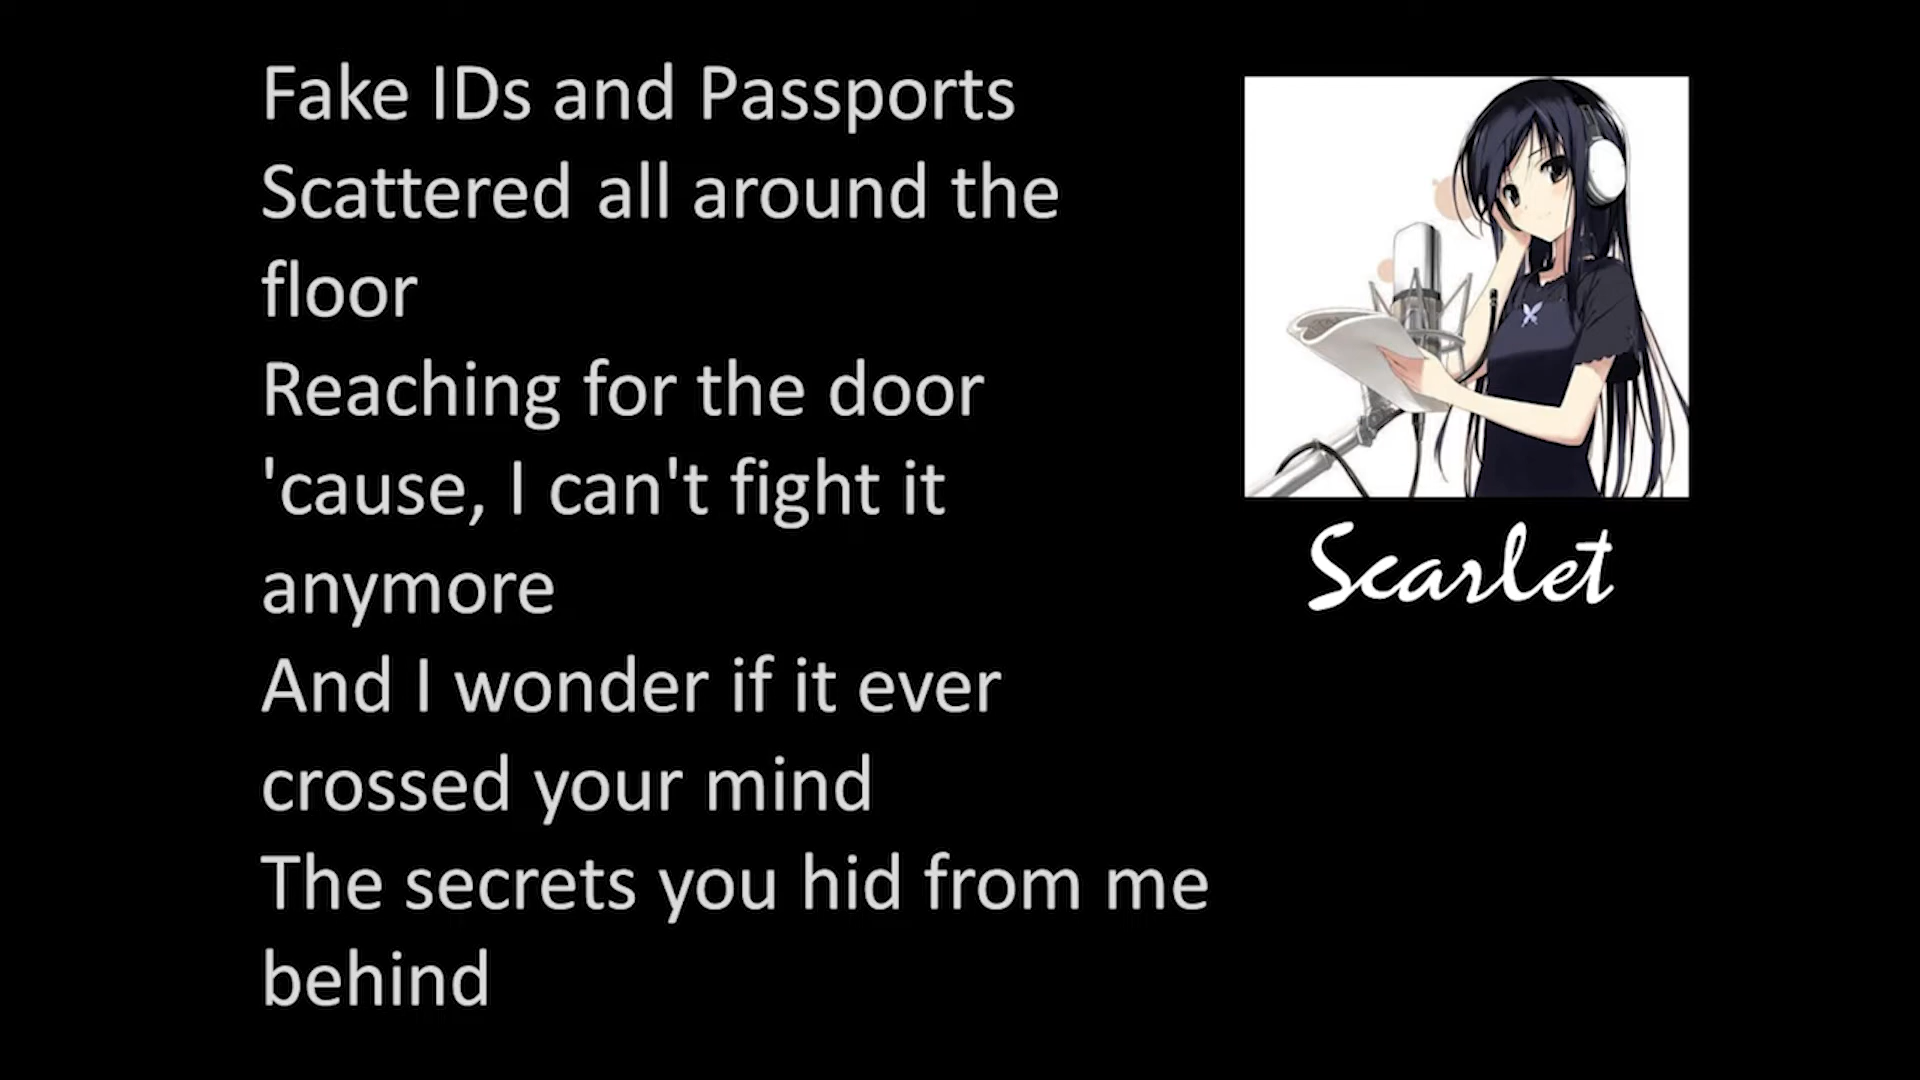 Fake IDs and Passports
Scattered all around the
floor
Reaching for the door
'cause, I can't fight it
anymore
And I wonder if it ever
crossed your mind
The secrets you hid from me
behind
Scarlet